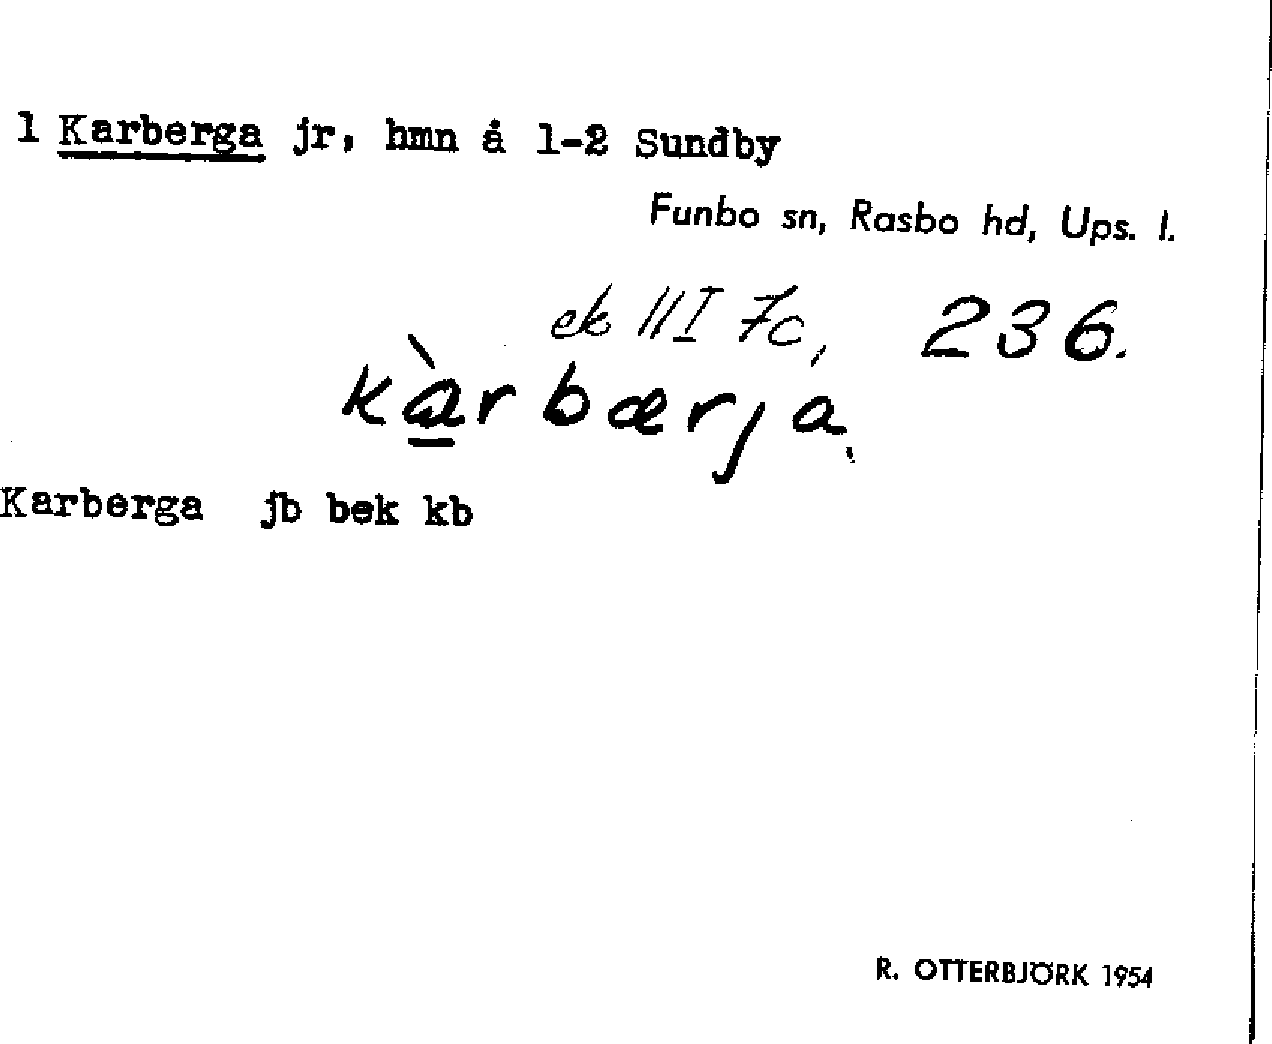 1 Karberga jr, hmn å 1-2 Sundby
Funbo sn, Rasbo hd, Ups. l.
ek III 7c, 236.
kàrbærja
Karberga jb bek kb
R. OTTERBJÖRK 1954